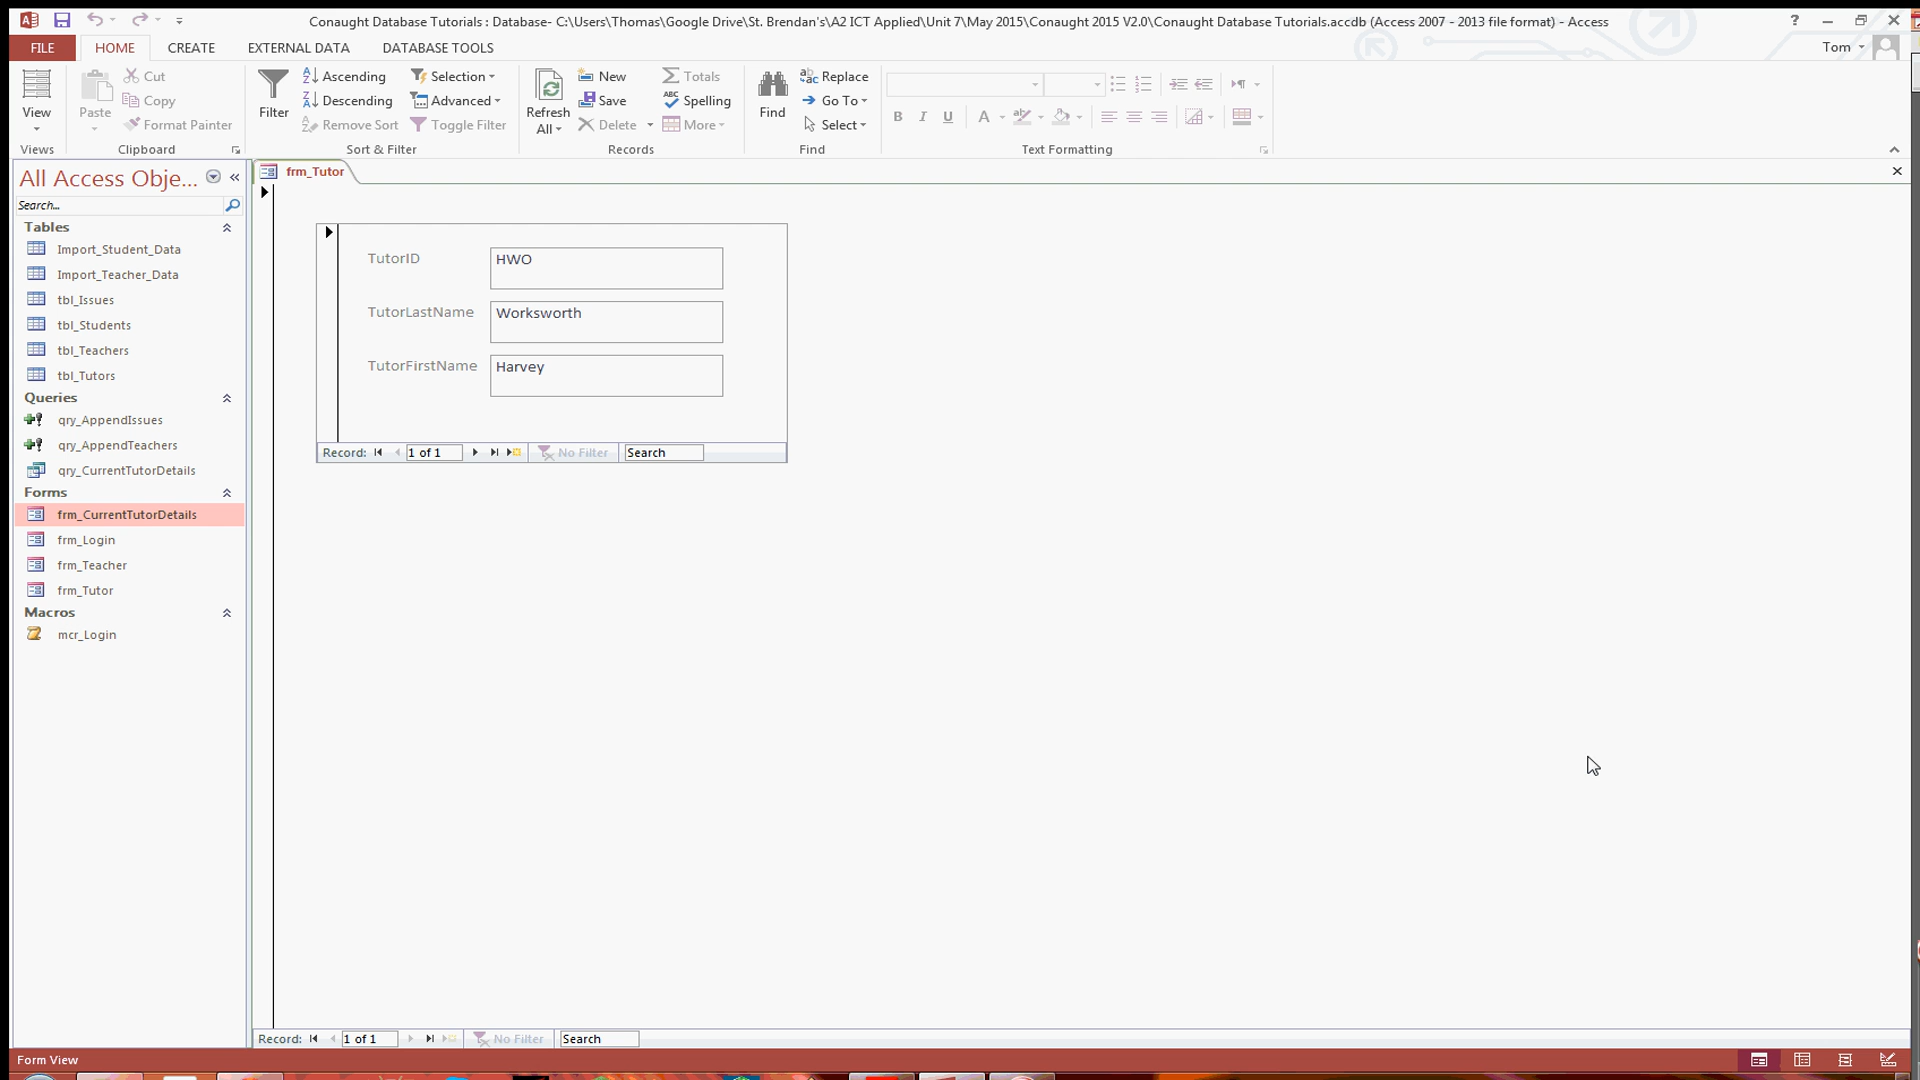 Conaught Database Tutorials : Database- C:\Users\Thomas\Google Drive\St. Brendan's\A2 ICT Applied\Unit 7\May 2015\Conaught 2015 V2.0\Conaught Database Tutorials.accdb (Access 2007 - 2013 file format) - Access
FILE HOME CREATE EXTERNAL DATA DATABASE TOOLS Tom
View
Views
Paste
Cut
Copy
Format Painter
Clipboard
Filter
Ascending
Descending
Remove Sort
Selection
Advanced
Toggle Filter
Sort & Filter
Refresh
All
New
Save
Delete
Totals
Spelling
More
Records
Find
Replace
Go To
Select
Find
B I U A
Text Formatting
All Access Obje...
Search...
Tables
Import_Student_Data
Import_Teacher_Data
tbl_Issues
tbl_Students
tbl_Teachers
tbl_Tutors
Queries
qry_AppendIssues
qry_AppendTeachers
qry_CurrentTutorDetails
Forms
frm_CurrentTutorDetails
frm_Login
frm_Teacher
frm_Tutor
Macros
mcr_Login
frm_Tutor
TutorID HWO
TutorLastName Worksworth
TutorFirstName Harvey
Record: 1 of 1 No Filter Search
Record: 1 of 1 No Filter Search
Form View